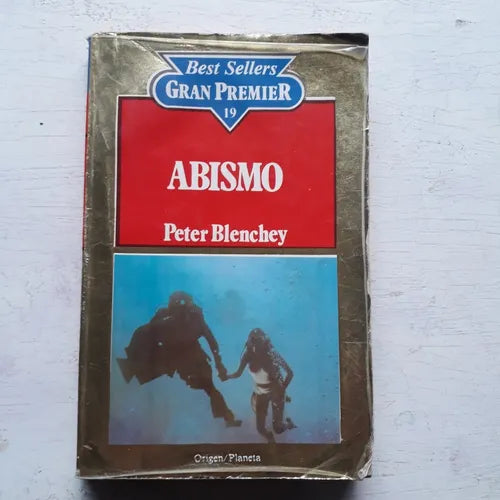 Best Sellers
GRAN PREMIER
19
ABISMO
Peter Blenchey
Origen/Planeta